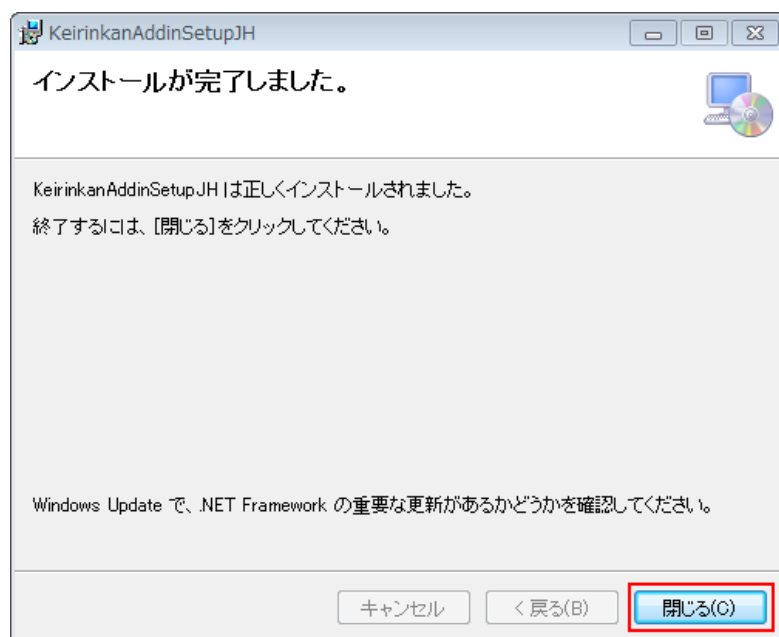 KeirinkanAddinSetupJH
インストールが完了しました。
KeirinkanAddinSetupJH は正しくインストールされました。
終了するには、[閉じる]をクリックしてください。
Windows Update で、.NET Framework の重要な更新があるかどうかを確認してください。
キャンセル
< 戻る(B)
閉じる(C)